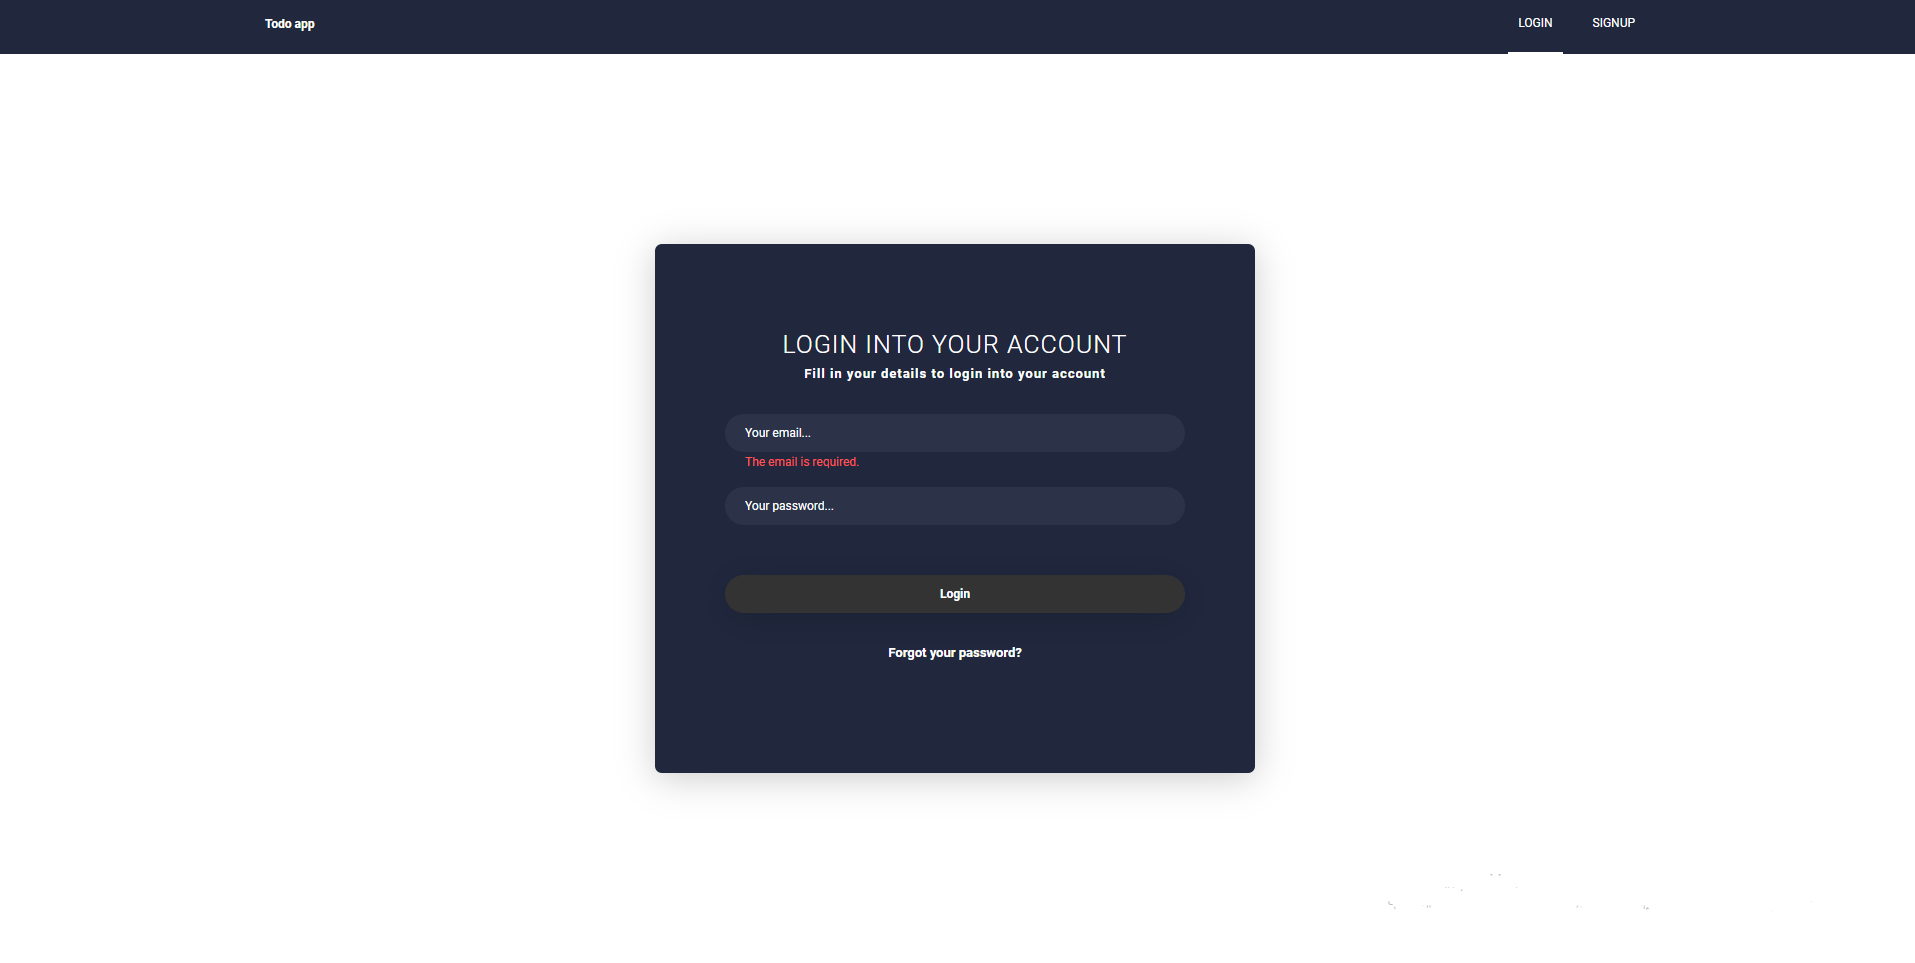 Todo app
LOGIN
SIGNUP
LOGIN INTO YOUR ACCOUNT
Fill in your details to login into your account
Your email...
The email is required.
Your password...
Login
Forgot your password?